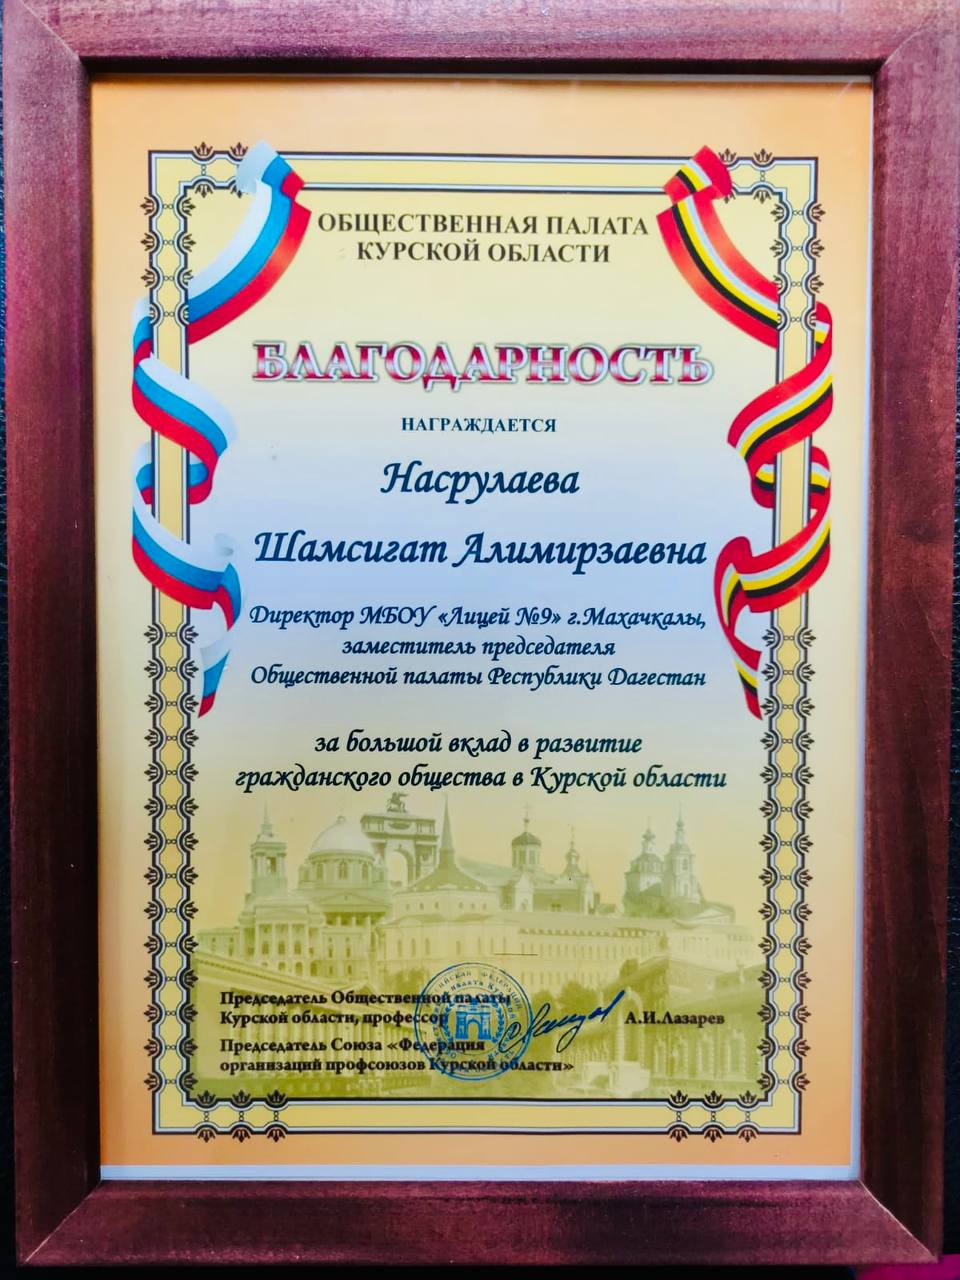 ОБЩЕСТВЕННАЯ ПАЛАТА
КУРСКОЙ ОБЛАСТИ
БЛАГОДАРНОСТЬ
НАГРАЖДАЕТСЯ
Насрулаева
Шамсигат Алимирзаевна
Директор МБОУ «Лицей №9» г.Махачкалы,
заместитель председателя
Общественной палаты Республики Дагестан
за большой вклад в развитие
гражданского общества в Курской области
Председатель Общественной палаты
Курской области, профессор
А.И.Лазарев
Председатель Союза «Федерация
организаций профсоюзов Курской области»